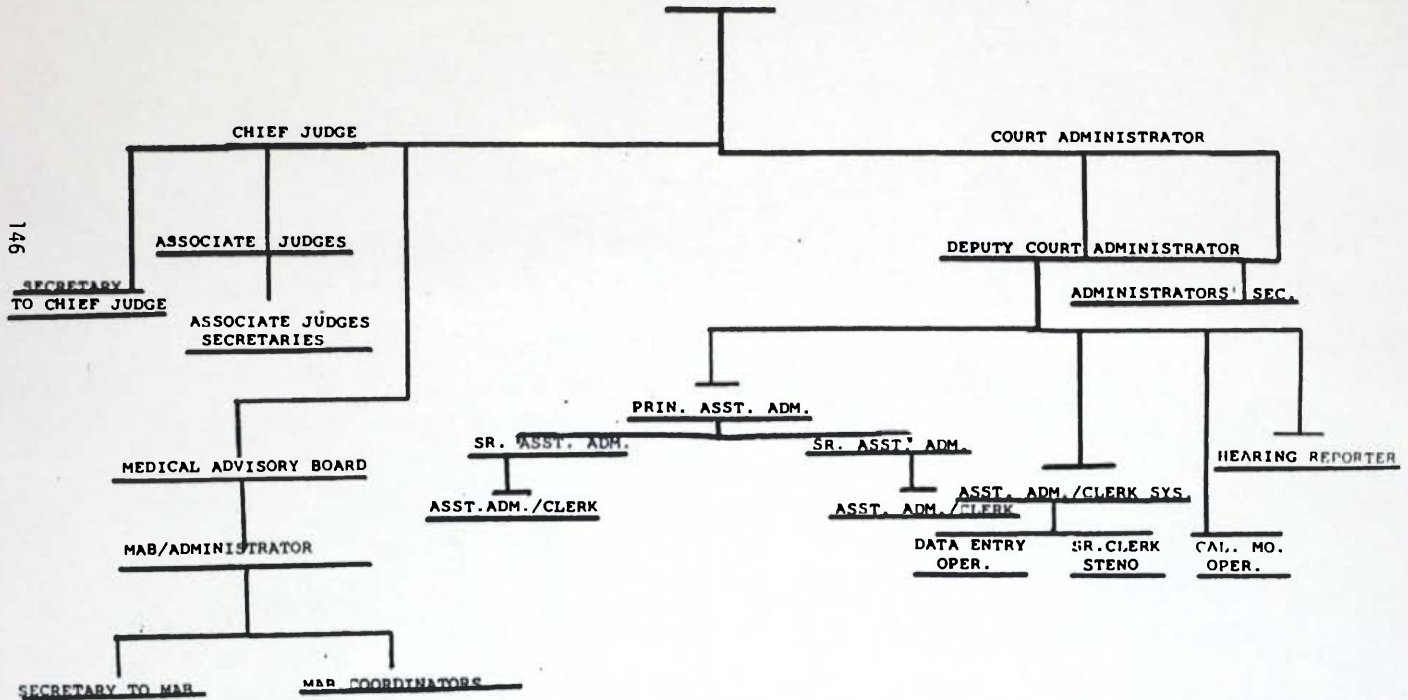 CHIEF JUDGE
COURT ADMINISTRATOR
146
ASSOCIATE JUDGES
DEPUTY COURT ADMINISTRATOR
SECRETARY
TO CHIEF JUDGE
ADMINISTRATORS' SEC.
ASSOCIATE JUDGES
SECRETARIES
PRIN. ASST. ADM.
SR. ASST. ADM.
SR. ASST. ADM.
HEARING REPORTER
MEDICAL ADVISORY BOARD
ASST. ADM./CLERK SYS.
ASST.ADM./CLERK
ASST. ADM./CLERK
MAB/ADMINISTRATOR
DATA ENTRY
OPER.
SR.CLERK
STENO
CAL. MO.
OPER.
SECRETARY TO MAB
MAB COORDINATORS